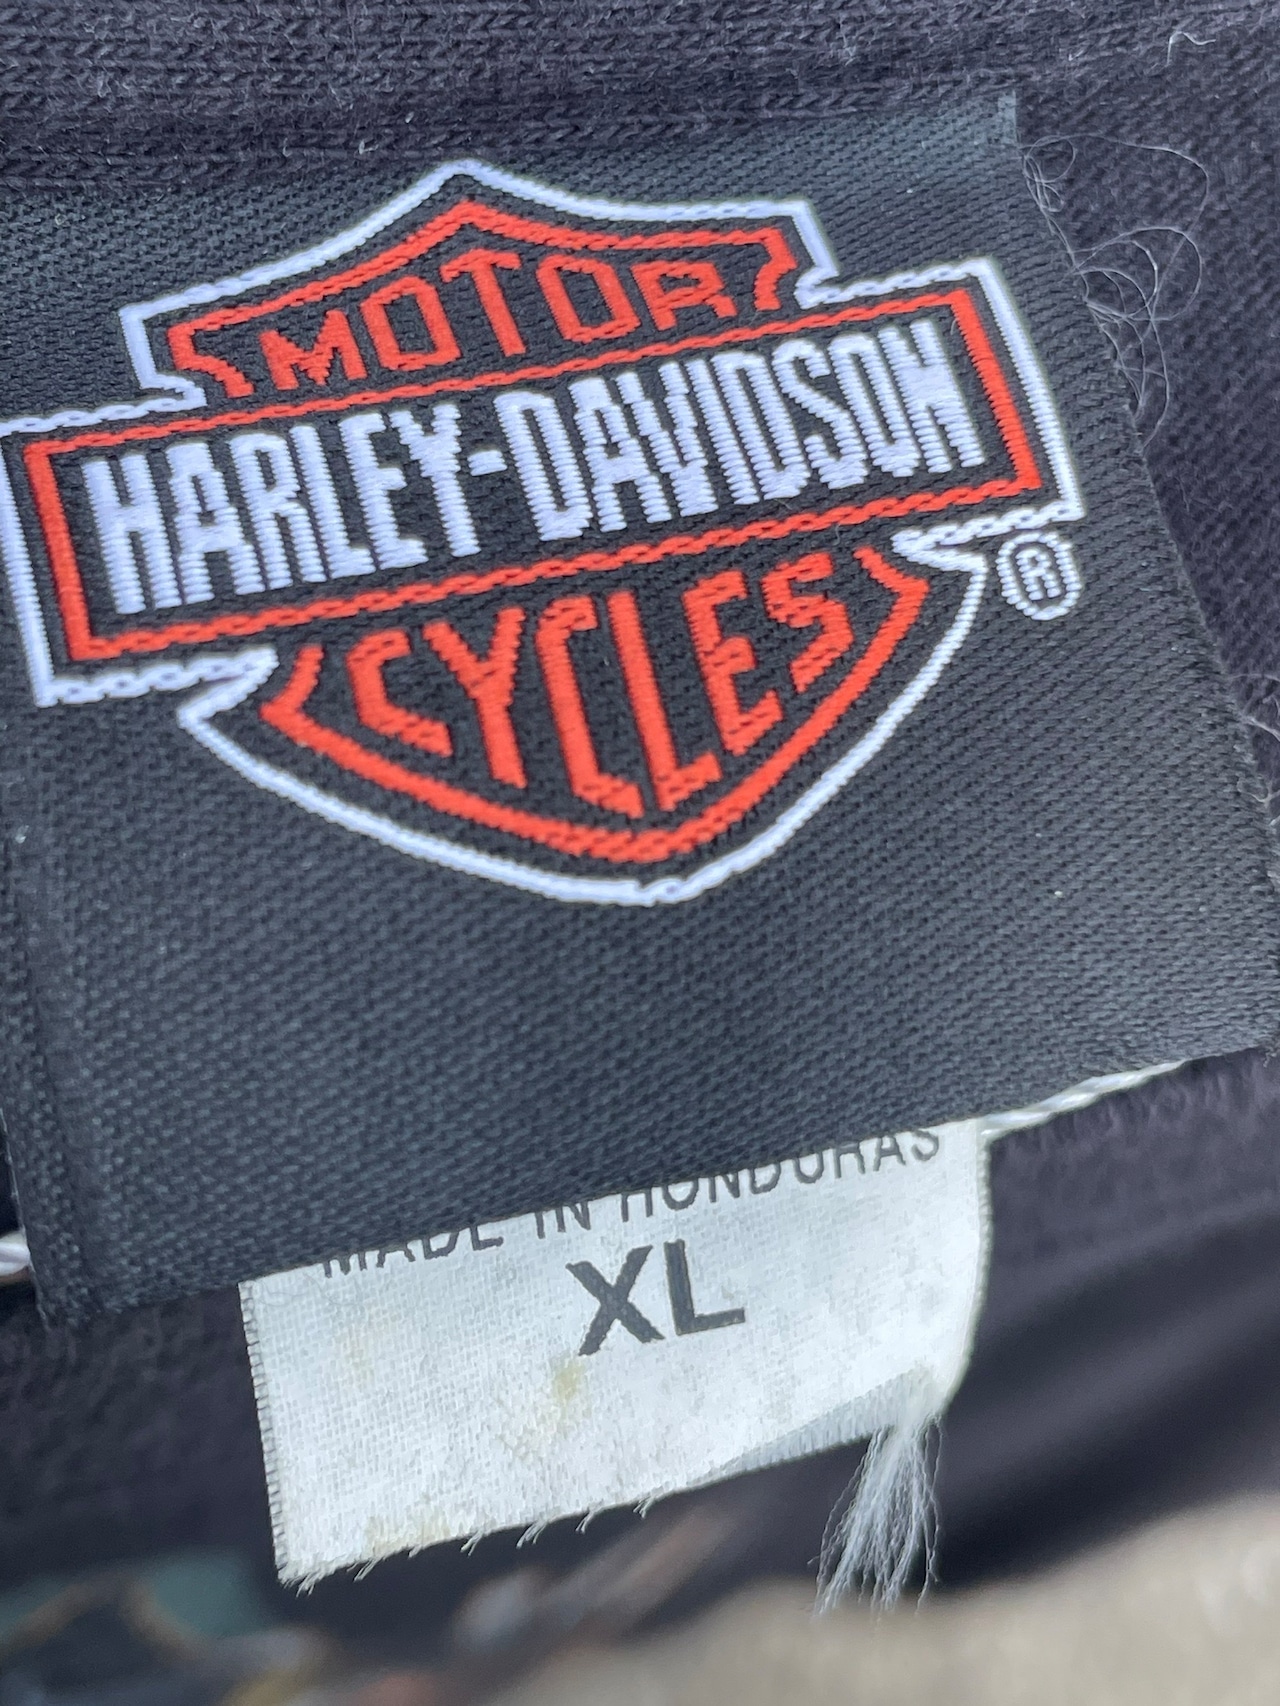 MOTOR
HARLEY-DAVIDSON
CYCLES
®
MADE IN HONDURAS
XL